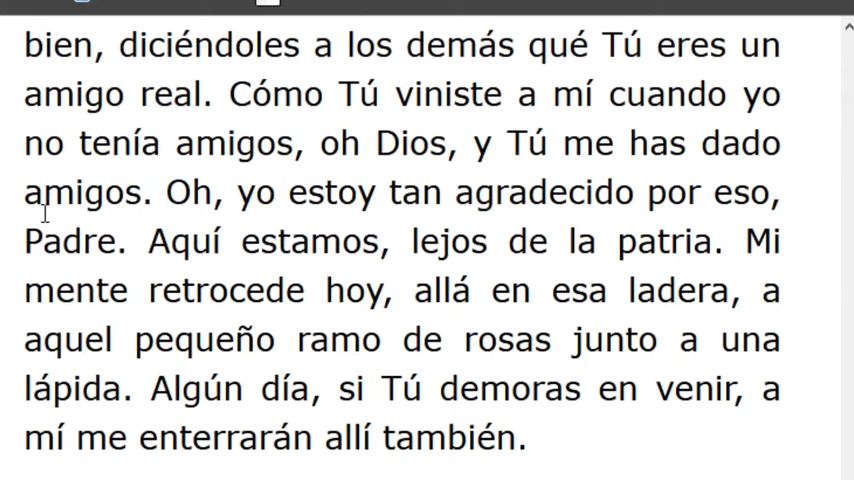 bien, diciéndoles a los demás qué Tú eres un
amigo real. Cómo Tú viniste a mí cuando yo
no tenía amigos, oh Dios, y Tú me has dado
amigos. Oh, yo estoy tan agradecido por eso,
Padre. Aquí estamos, lejos de la patria. Mi
mente retrocede hoy, allá en esa ladera, a
aquel pequeño ramo de rosas junto a una
lápida. Algún día, si Tú demoras en venir, a
mí me enterrarán allí también.